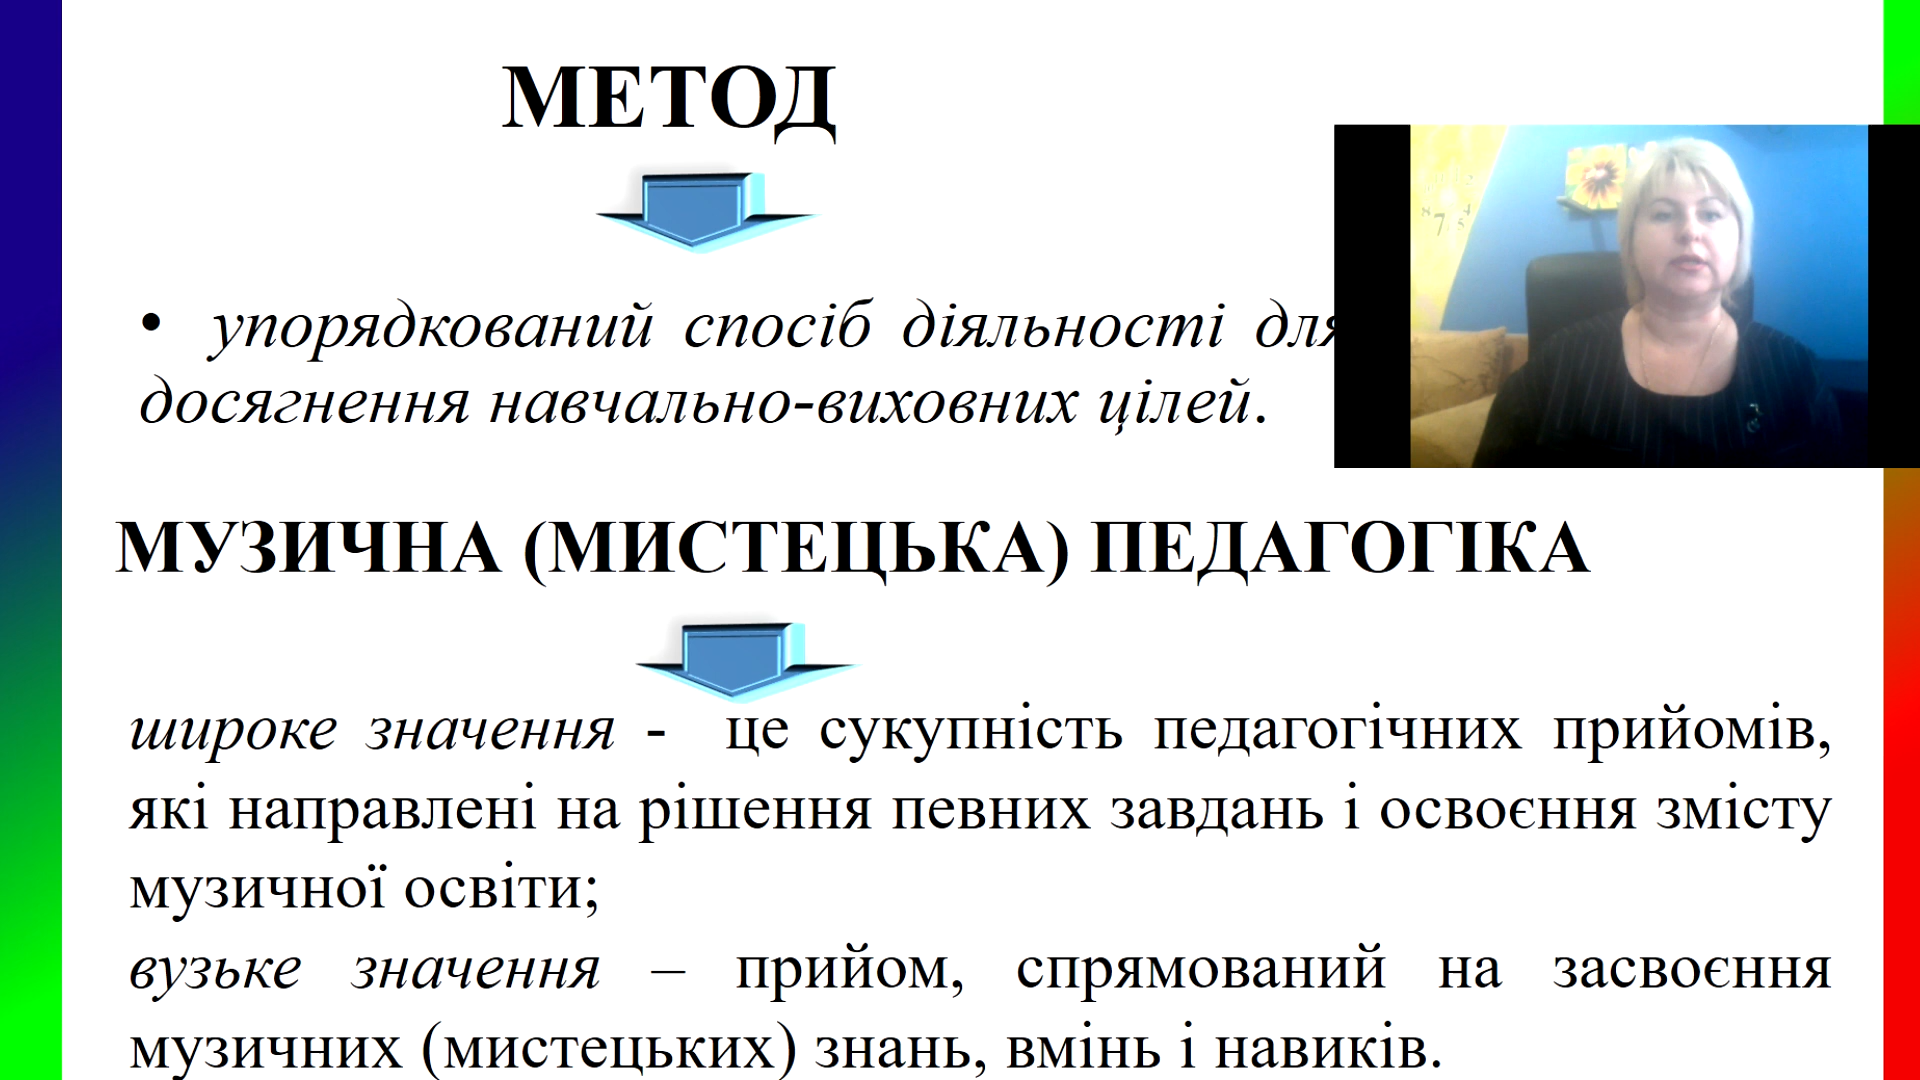 МЕТОД
• упорядкований спосіб діяльності для
досягнення навчально-виховних цілей.
МУЗИЧНА (МИСТЕЦЬКА) ПЕДАГОГІКА
широке значення - це сукупність педагогічних прийомів,
які направлені на рішення певних завдань і освоєння змісту
музичної освіти;
вузьке значення – прийом, спрямований на засвоєння
музичних (мистецьких) знань, вмінь і навиків.